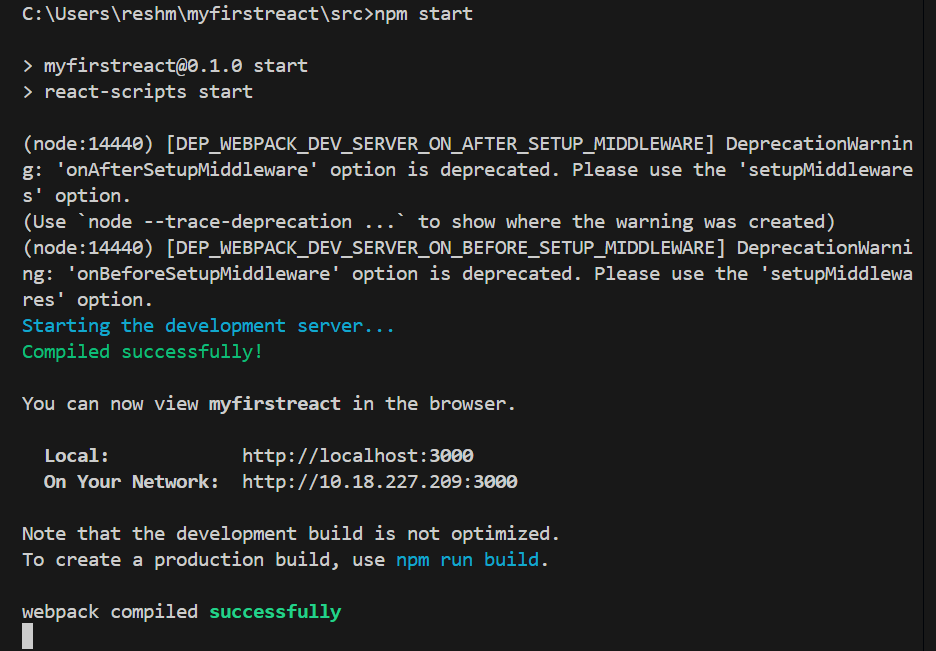 C:\Users\reshm\myfirstreact\src>npm start
> myfirstreact@0.1.0 start
> react-scripts start
(node:14440) [DEP_WEBPACK_DEV_SERVER_ON_AFTER_SETUP_MIDDLEWARE] DeprecationWarnin
g: 'onAfterSetupMiddleware' option is deprecated. Please use the 'setupMiddleware
s' option.
(Use `node --trace-deprecation ...` to show where the warning was created)
(node:14440) [DEP_WEBPACK_DEV_SERVER_ON_BEFORE_SETUP_MIDDLEWARE] DeprecationWarni
ng: 'onBeforeSetupMiddleware' option is deprecated. Please use the 'setupMiddlewa
res' option.
Starting the development server...
Compiled successfully!
You can now view myfirstreact in the browser.
Local: http://localhost:3000
On Your Network: http://10.18.227.209:3000
Note that the development build is not optimized.
To create a production build, use npm run build.
webpack compiled successfully